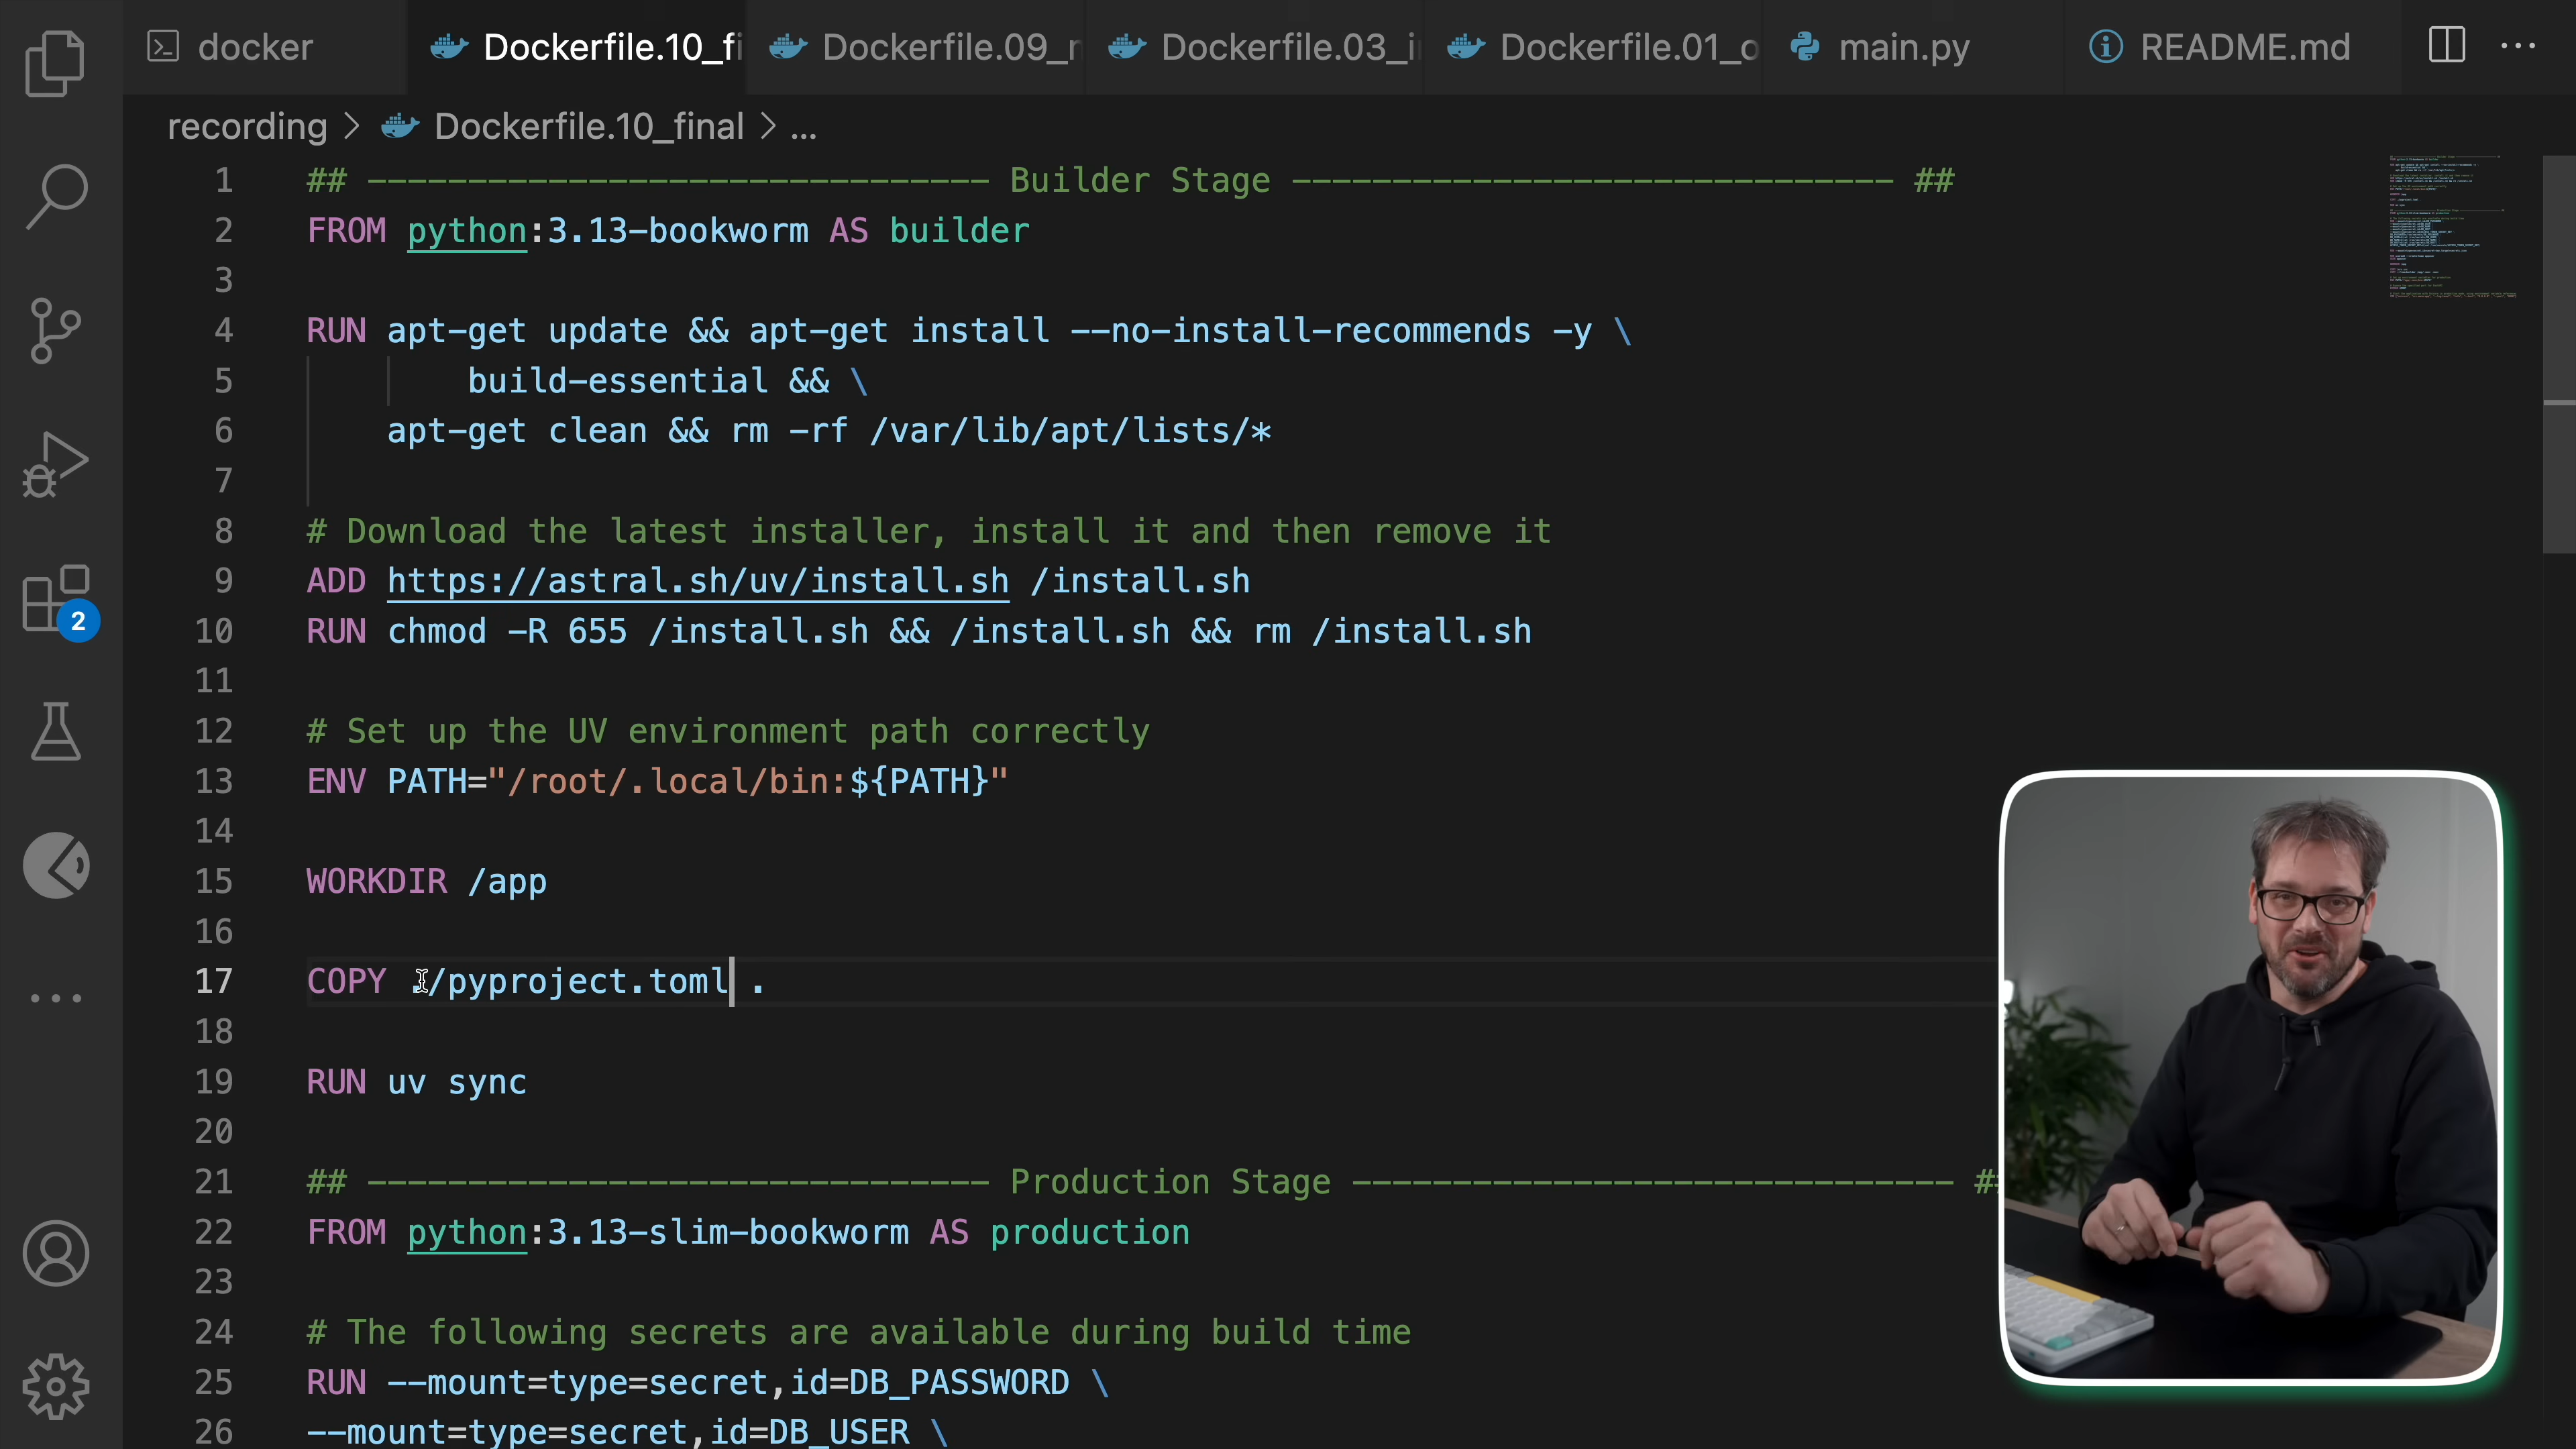 docker
Dockerfile.10_fi
Dockerfile.09_r
Dockerfile.03_i
Dockerfile.01_o
main.py
README.md
recording > Dockerfile.10_final > ...
1 ## ------------------------------- Builder Stage ------------------------------ ##
2 FROM python:3.13-bookworm AS builder
3
4 RUN apt-get update && apt-get install --no-install-recommends -y \
5 build-essential && \
6 apt-get clean && rm -rf /var/lib/apt/lists/*
7
8 # Download the latest installer, install it and then remove it
9 ADD https://astral.sh/uv/install.sh /install.sh
10 RUN chmod -R 655 /install.sh && /install.sh && rm /install.sh
11
12 # Set up the UV environment path correctly
13 ENV PATH="/root/.local/bin:${PATH}"
14
15 WORKDIR /app
16
17 COPY ./pyproject.toml .
18
19 RUN uv sync
20
21 ## ------------------------------- Production Stage ------------------------------ ##
22 FROM python:3.13-slim-bookworm AS production
23
24 # The following secrets are available during build time
25 RUN --mount=type=secret,id=DB_PASSWORD \
26 --mount=type=secret,id=DB_USER \
2